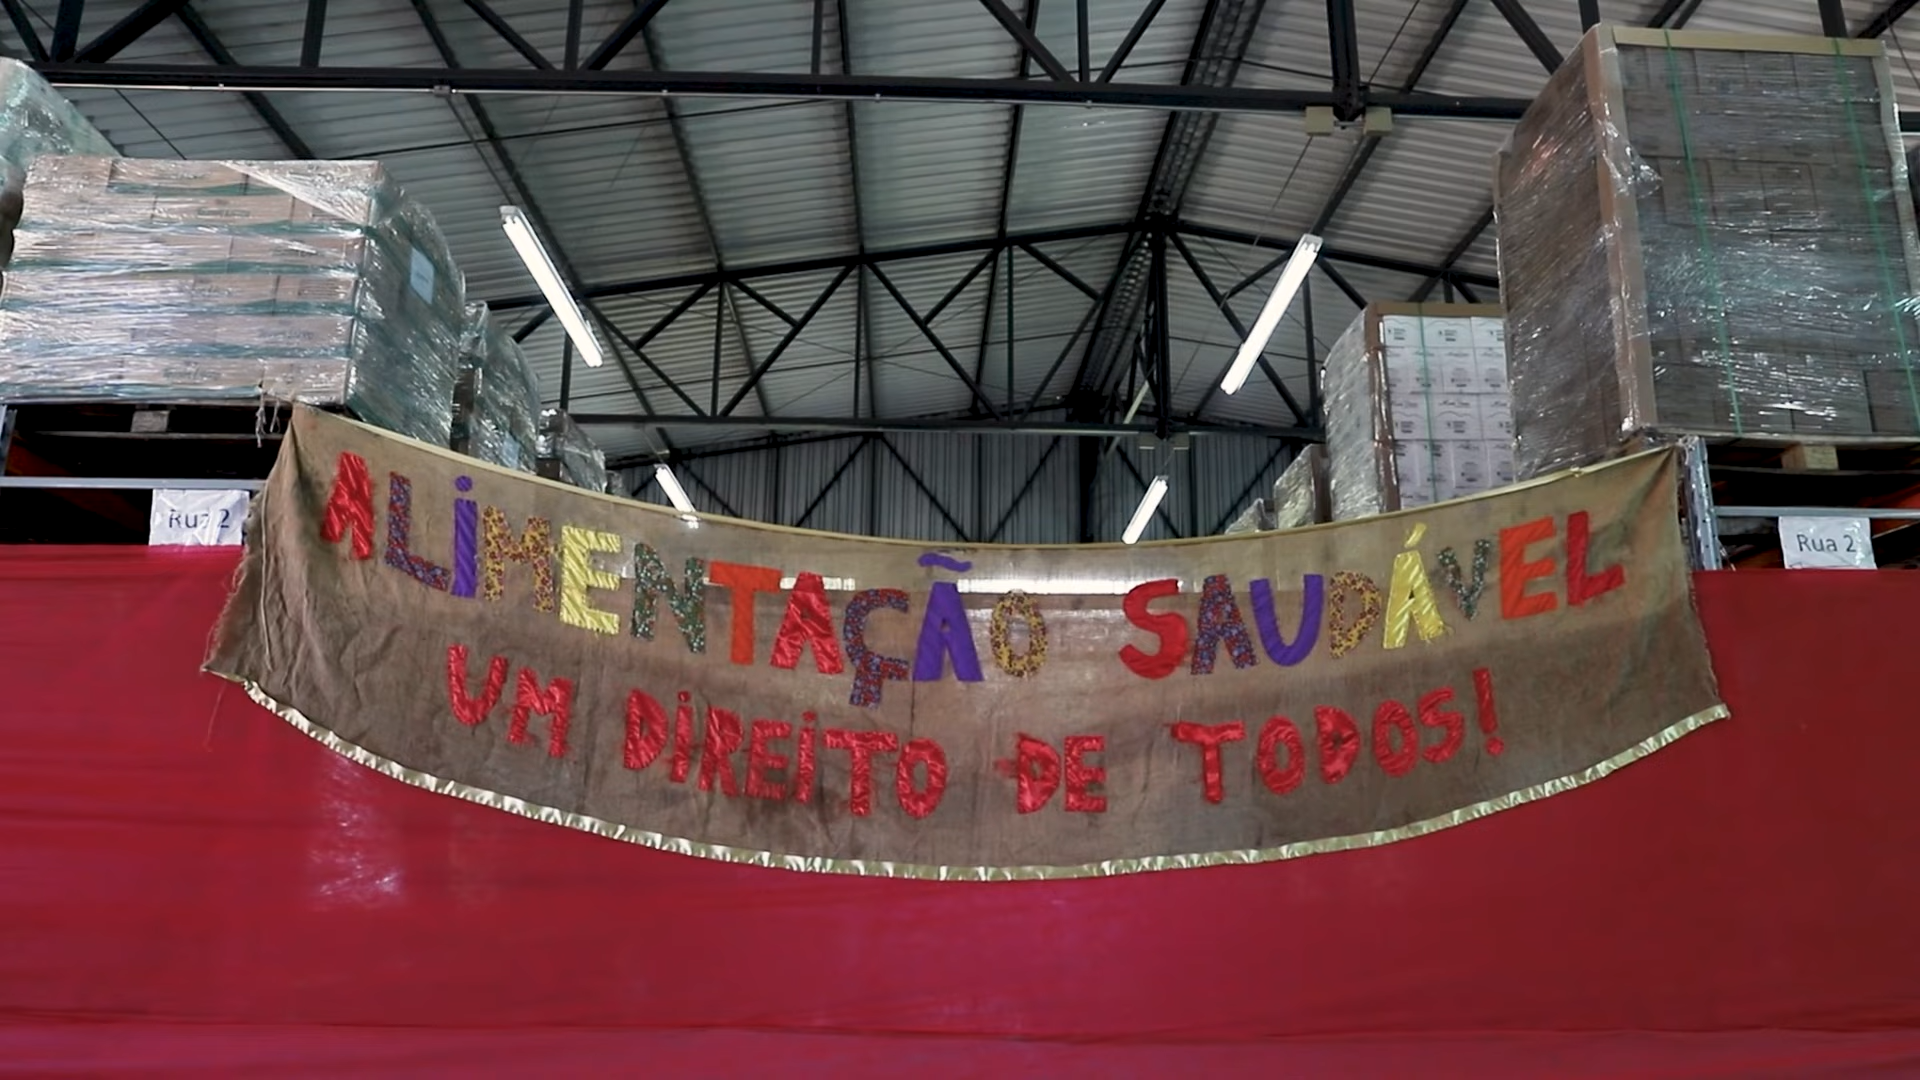 Rua 2
ALiMENTAÇÃO SAUDÁVEL
UM DiREiTO DE TODOS!
Rua 2